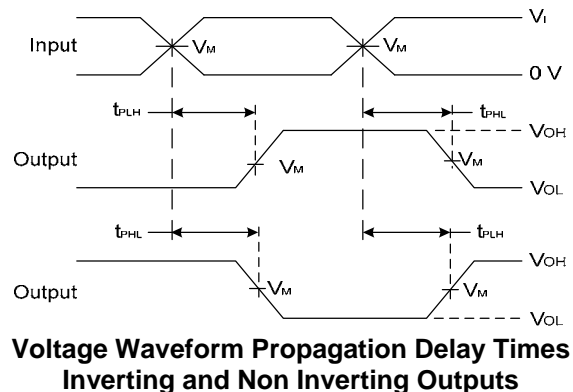 VI
Input VM VM
0 V
tPLH tPHL
VOH
Output VM VM
VOL
tPHL tPLH
VOH
Output VM VM
VOL
Voltage Waveform Propagation Delay Times
Inverting and Non Inverting Outputs